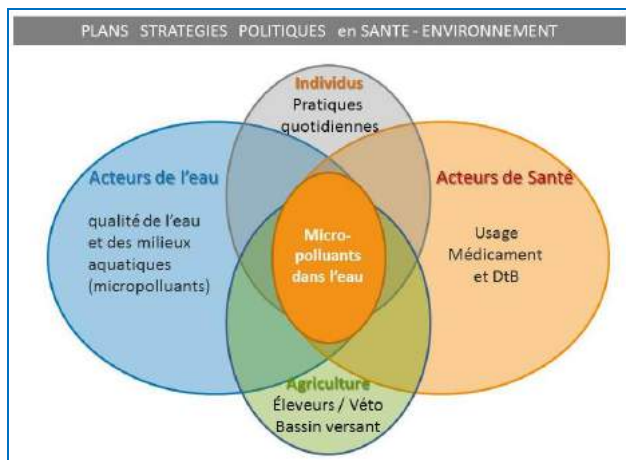 PLANS STRATEGIES POLITIQUES en SANTE - ENVIRONNEMENT
Individus
Pratiques
quotidiennes
Acteurs de l'eau
qualité de l'eau
et des milieux
aquatiques
(micropolluants)
Micro-
polluants
dans l'eau
Acteurs de Santé
Usage
Médicament
et DtB
Agriculture
Éleveurs / Véto
Bassin versant